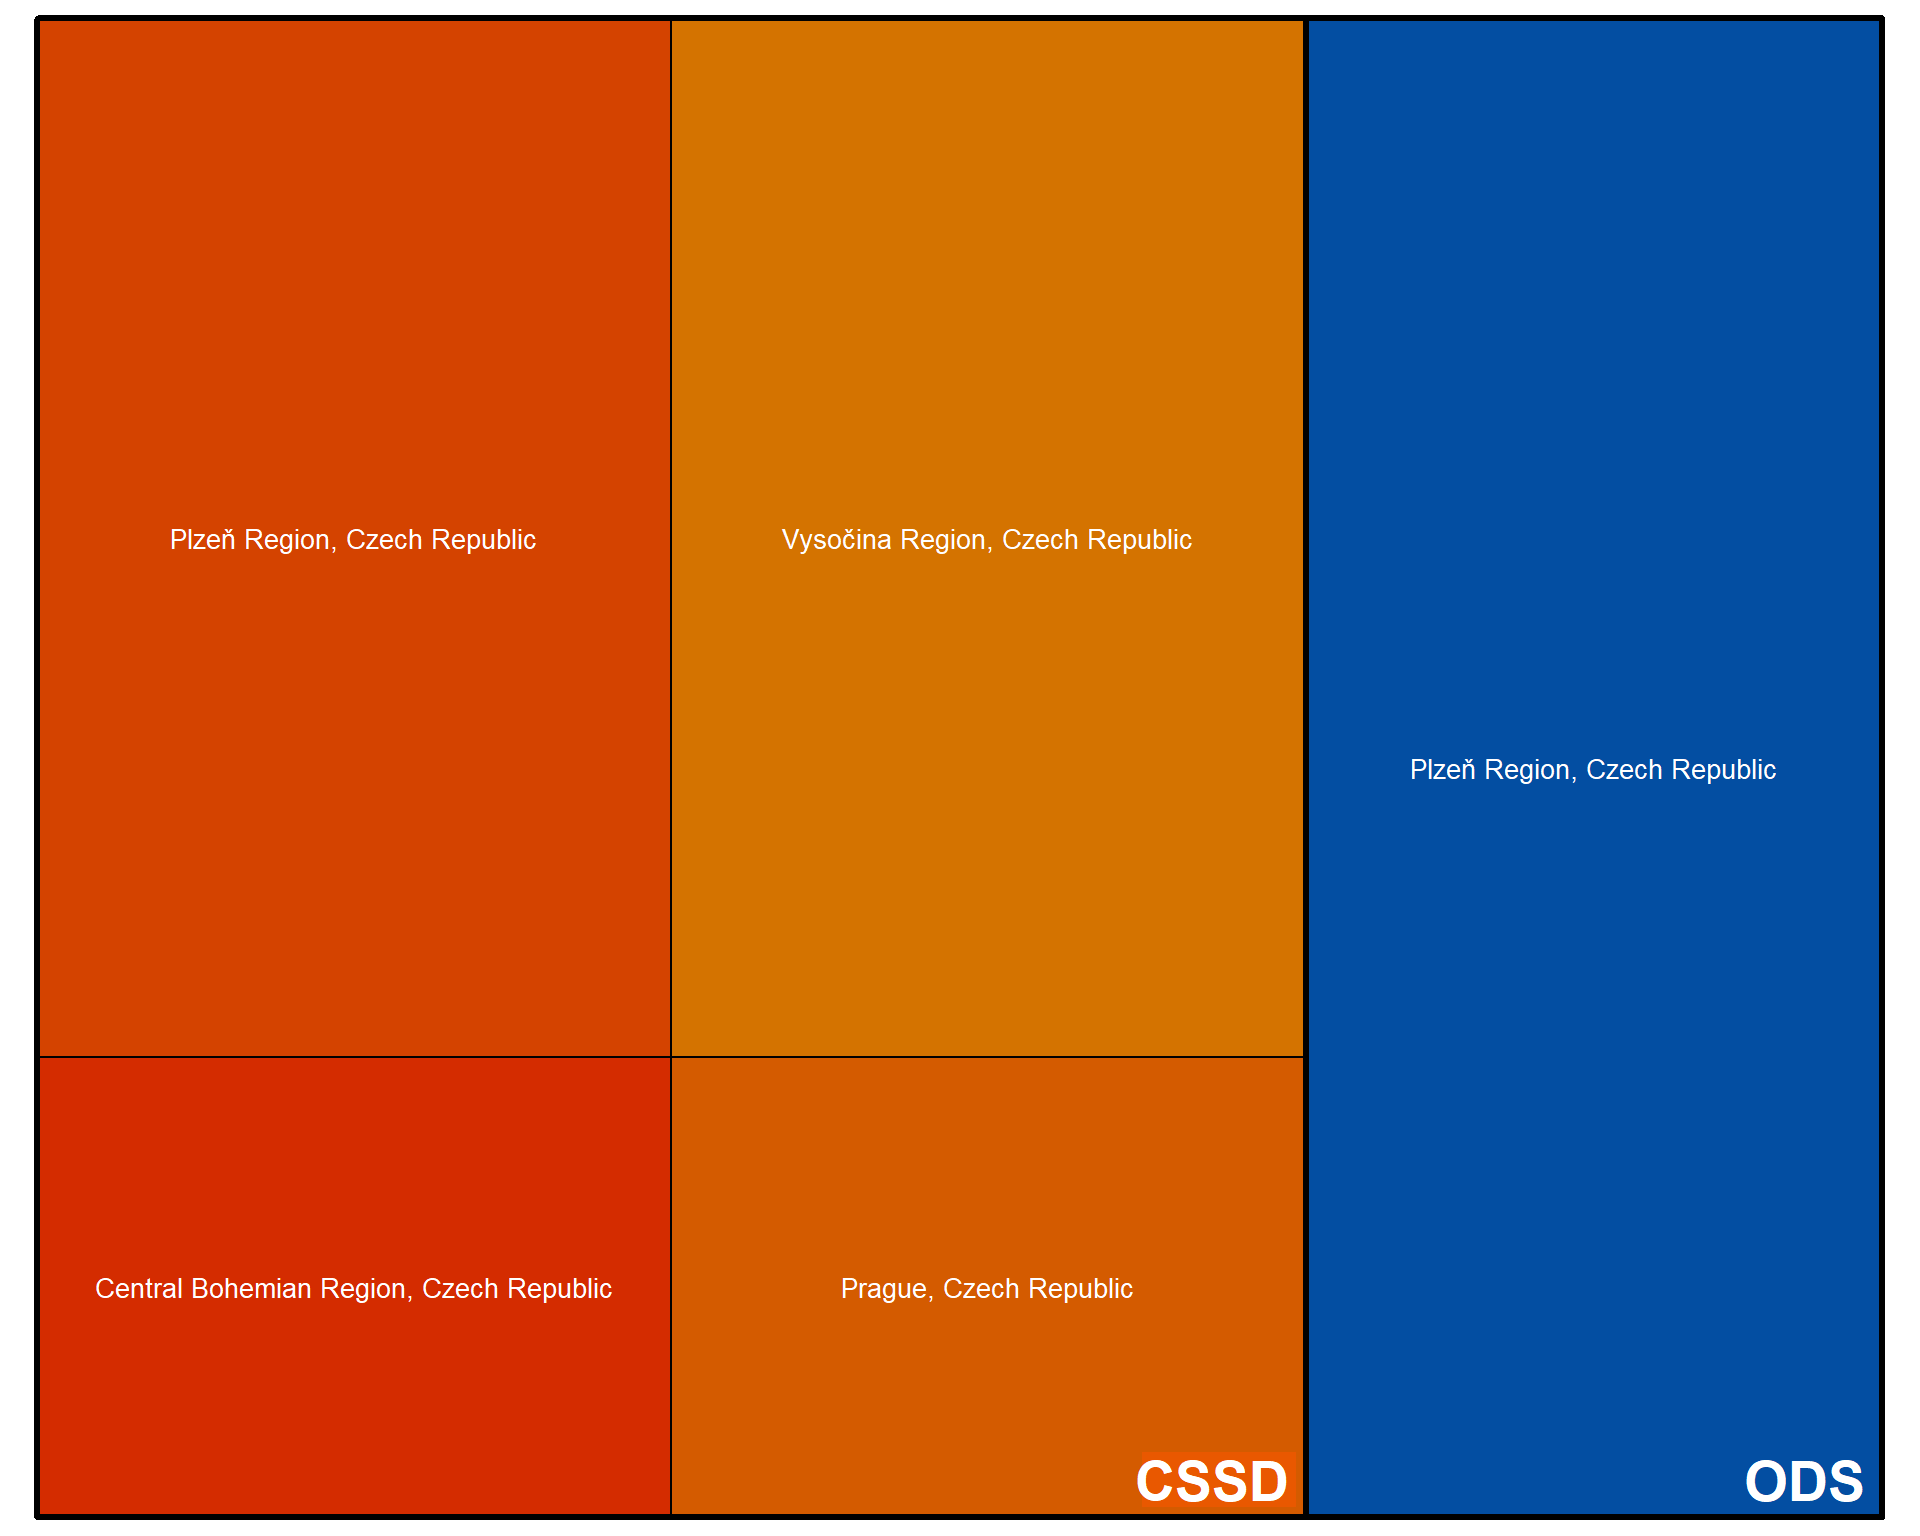 Plzeň Region, Czech Republic
Vysočina Region, Czech Republic
Plzeň Region, Czech Republic
Central Bohemian Region, Czech Republic
Prague, Czech Republic
CSSD
ODS